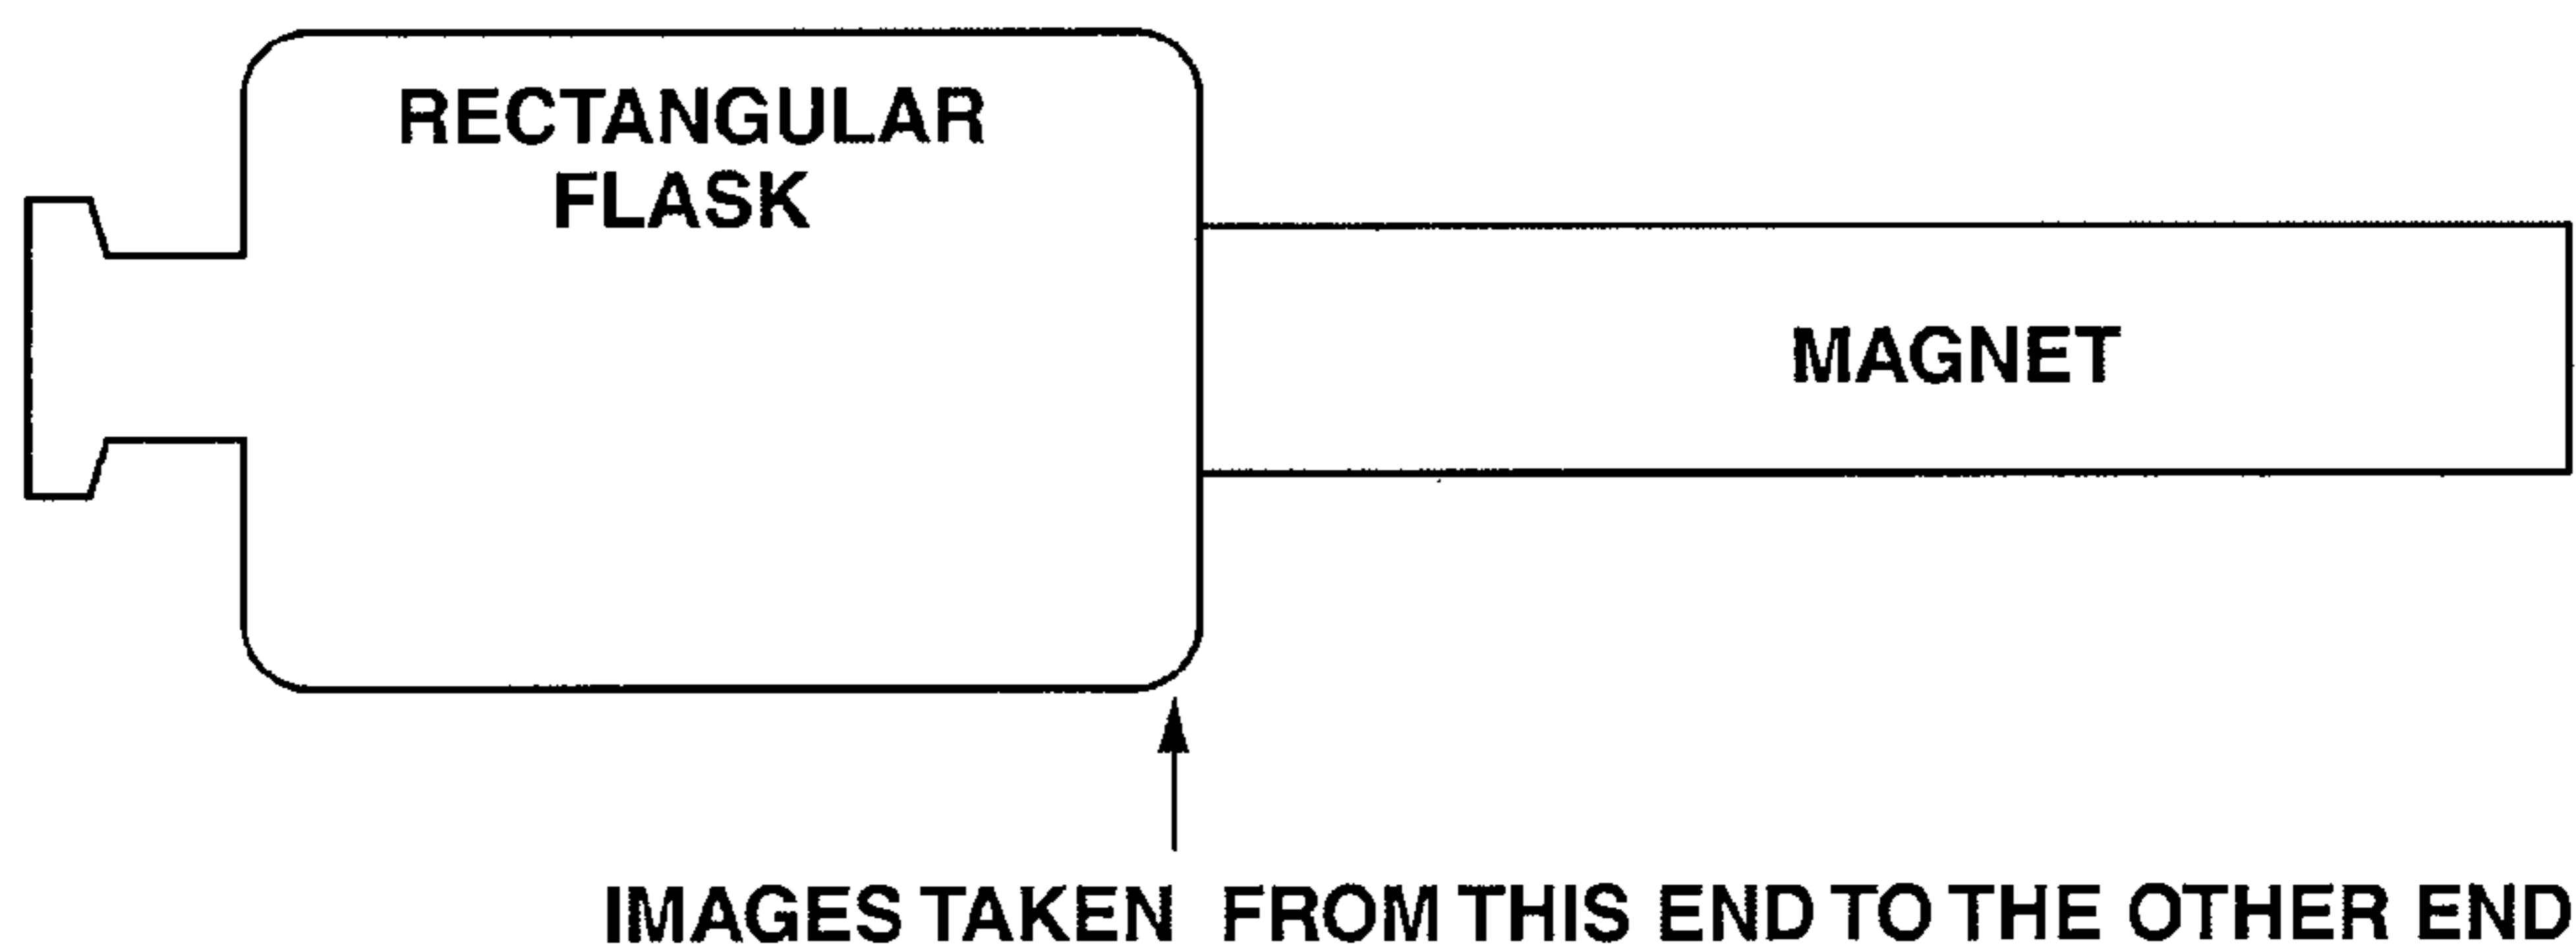 RECTANGULAR
FLASK
MAGNET
IMAGES TAKEN FROM THIS END TO THE OTHER END